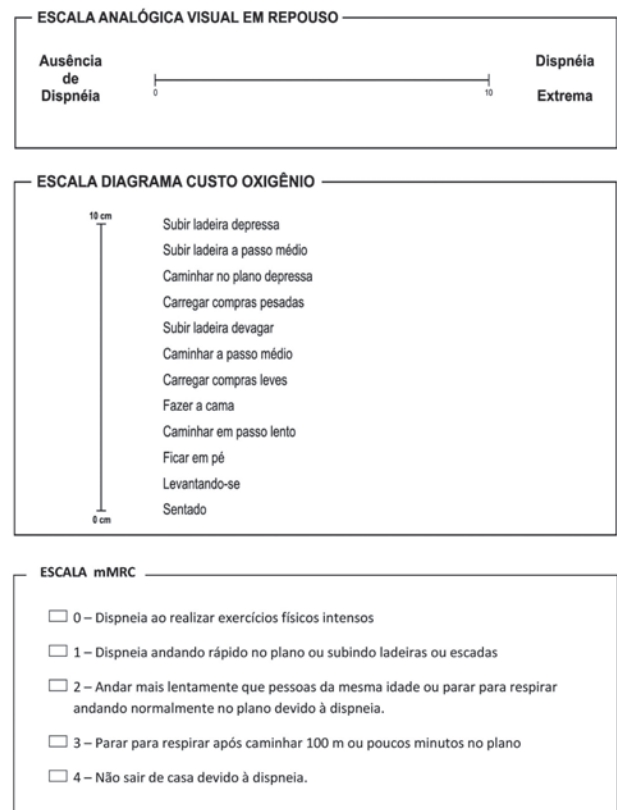 ESCALA ANALÓGICA VISUAL EM REPOUSO
Ausência
de
Dispnéia
0
10
Dispnéia
Extrema
ESCALA DIAGRAMA CUSTO OXIGÊNIO
10 cm
Subir ladeira depressa
Subir ladeira a passo médio
Caminhar no plano depressa
Carregar compras pesadas
Subir ladeira devagar
Caminhar a passo médio
Carregar compras leves
Fazer a cama
Caminhar em passo lento
Ficar em pé
Levantando-se
Sentado
0 cm
ESCALA mMRC
0 – Dispneia ao realizar exercícios físicos intensos
1 – Dispneia andando rápido no plano ou subindo ladeiras ou escadas
2 – Andar mais lentamente que pessoas da mesma idade ou parar para respirar
andando normalmente no plano devido à dispneia.
3 – Parar para respirar após caminhar 100 m ou poucos minutos no plano
4 – Não sair de casa devido à dispneia.